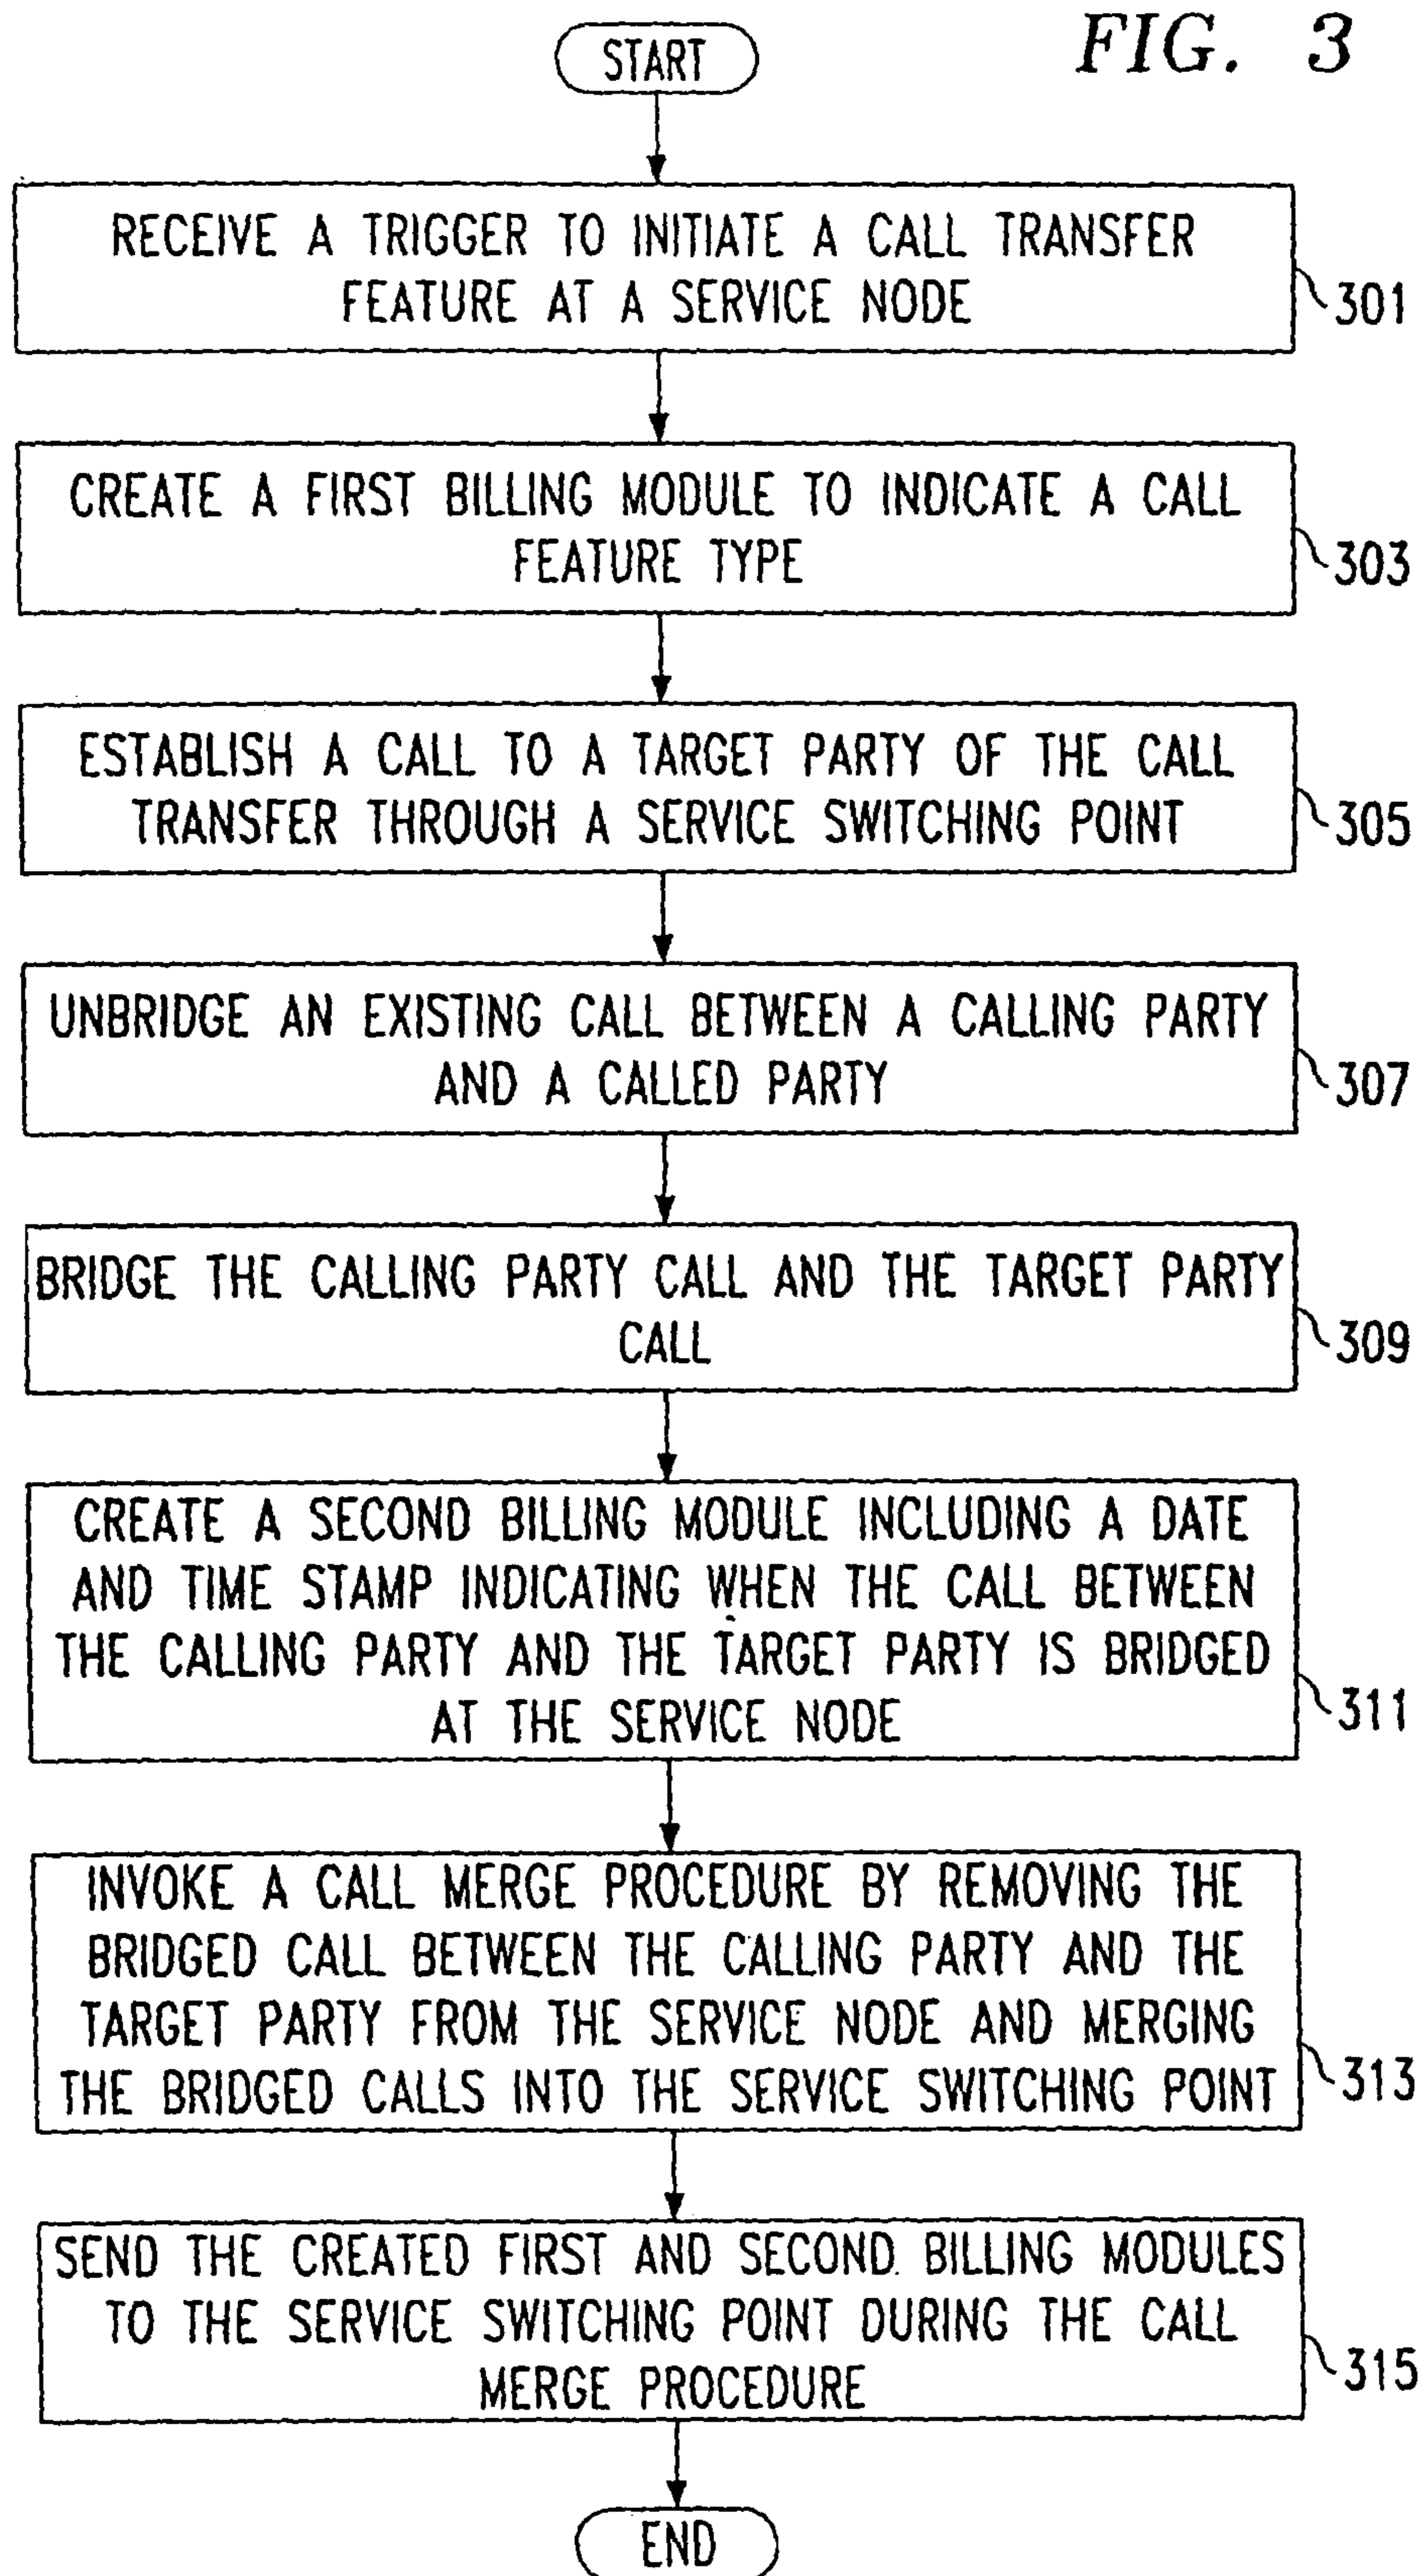 FIG. 3
START
RECEIVE A TRIGGER TO INITIATE A CALL TRANSFER
FEATURE AT A SERVICE NODE
301
CREATE A FIRST BILLING MODULE TO INDICATE A CALL
FEATURE TYPE
303
ESTABLISH A CALL TO A TARGET PARTY OF THE CALL
TRANSFER THROUGH A SERVICE SWITCHING POINT
305
UNBRIDGE AN EXISTING CALL BETWEEN A CALLING PARTY
AND A CALLED PARTY
307
BRIDGE THE CALLING PARTY CALL AND THE TARGET PARTY
CALL
309
CREATE A SECOND BILLING MODULE INCLUDING A DATE
AND TIME STAMP INDICATING WHEN THE CALL BETWEEN
THE CALLING PARTY AND THE TARGET PARTY IS BRIDGED
AT THE SERVICE NODE
311
INVOKE A CALL MERGE PROCEDURE BY REMOVING THE
BRIDGED CALL BETWEEN THE CALLING PARTY AND THE
TARGET PARTY FROM THE SERVICE NODE AND MERGING
THE BRIDGED CALLS INTO THE SERVICE SWITCHING POINT
313
SEND THE CREATED FIRST AND SECOND BILLING MODULES
TO THE SERVICE SWITCHING POINT DURING THE CALL
MERGE PROCEDURE
315
END